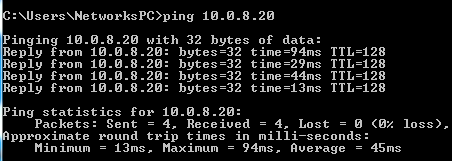 C:\Users\NetworksPC>ping 10.0.8.20
Pinging 10.0.8.20 with 32 bytes of data:
Reply from 10.0.8.20: bytes=32 time=94ms TTL=128
Reply from 10.0.8.20: bytes=32 time=29ms TTL=128
Reply from 10.0.8.20: bytes=32 time=44ms TTL=128
Reply from 10.0.8.20: bytes=32 time=13ms TTL=128
Ping statistics for 10.0.8.20:
Packets: Sent = 4, Received = 4, Lost = 0 (0% loss),
Approximate round trip times in milli-seconds:
Minimum = 13ms, Maximum = 94ms, Average = 45ms